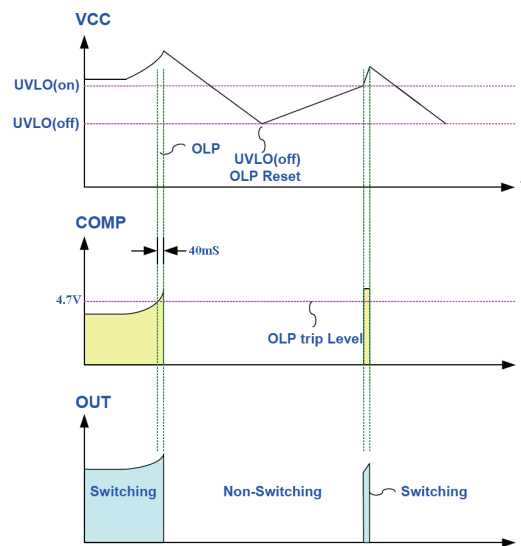 VCC
UVLO(on)
UVLO(off)
OLP
UVLO(off)
OLP Reset
COMP
40mS
4.7V
OLP trip Level
OUT
Switching
Non-Switching
Switching